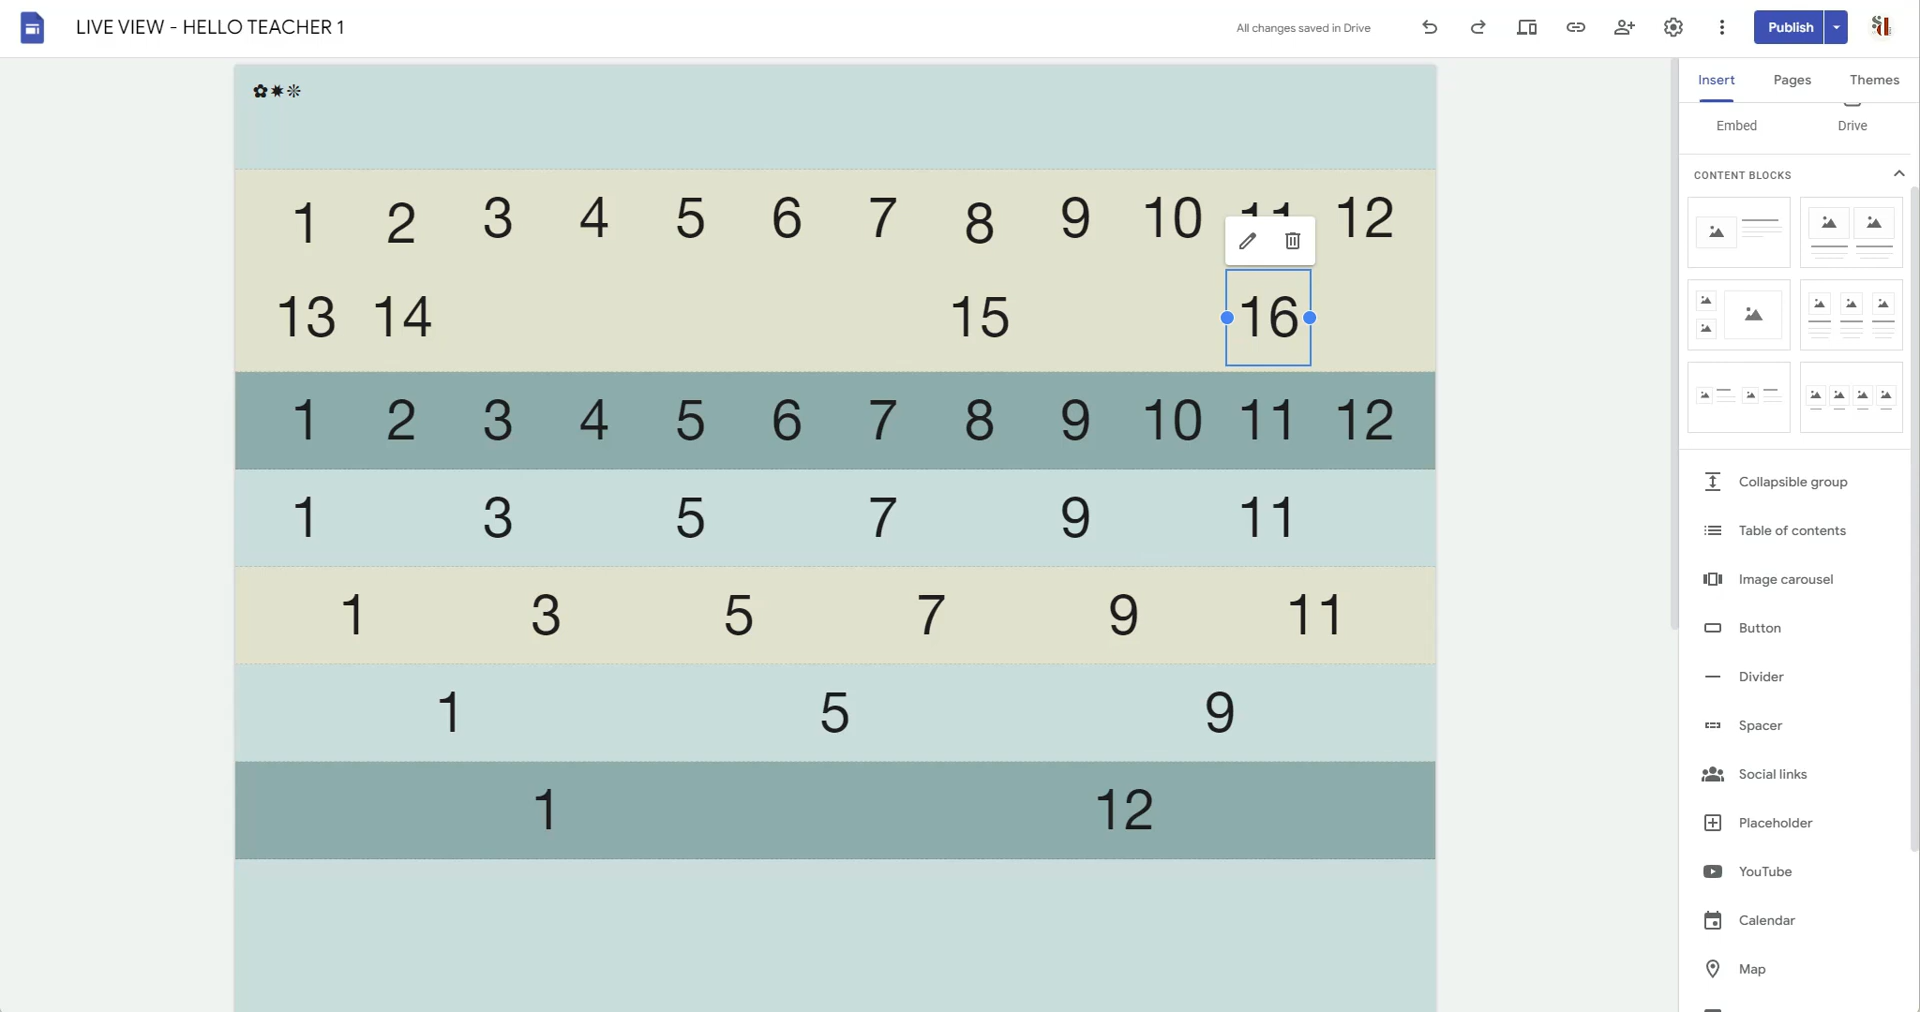 LIVE VIEW - HELLO TEACHER 1
All changes saved in Drive
Publish
Insert Pages Themes
Embed Drive
CONTENT BLOCKS
✿✷❊
1 2 3 4 5 6 7 8 9 10 11 12
13 14 15 16
1 2 3 4 5 6 7 8 9 10 11 12
1 3 5 7 9 11
1 3 5 7 9 11
1 5 9
1 12
Collapsible group
Table of contents
Image carousel
Button
Divider
Spacer
Social links
Placeholder
YouTube
Calendar
Map